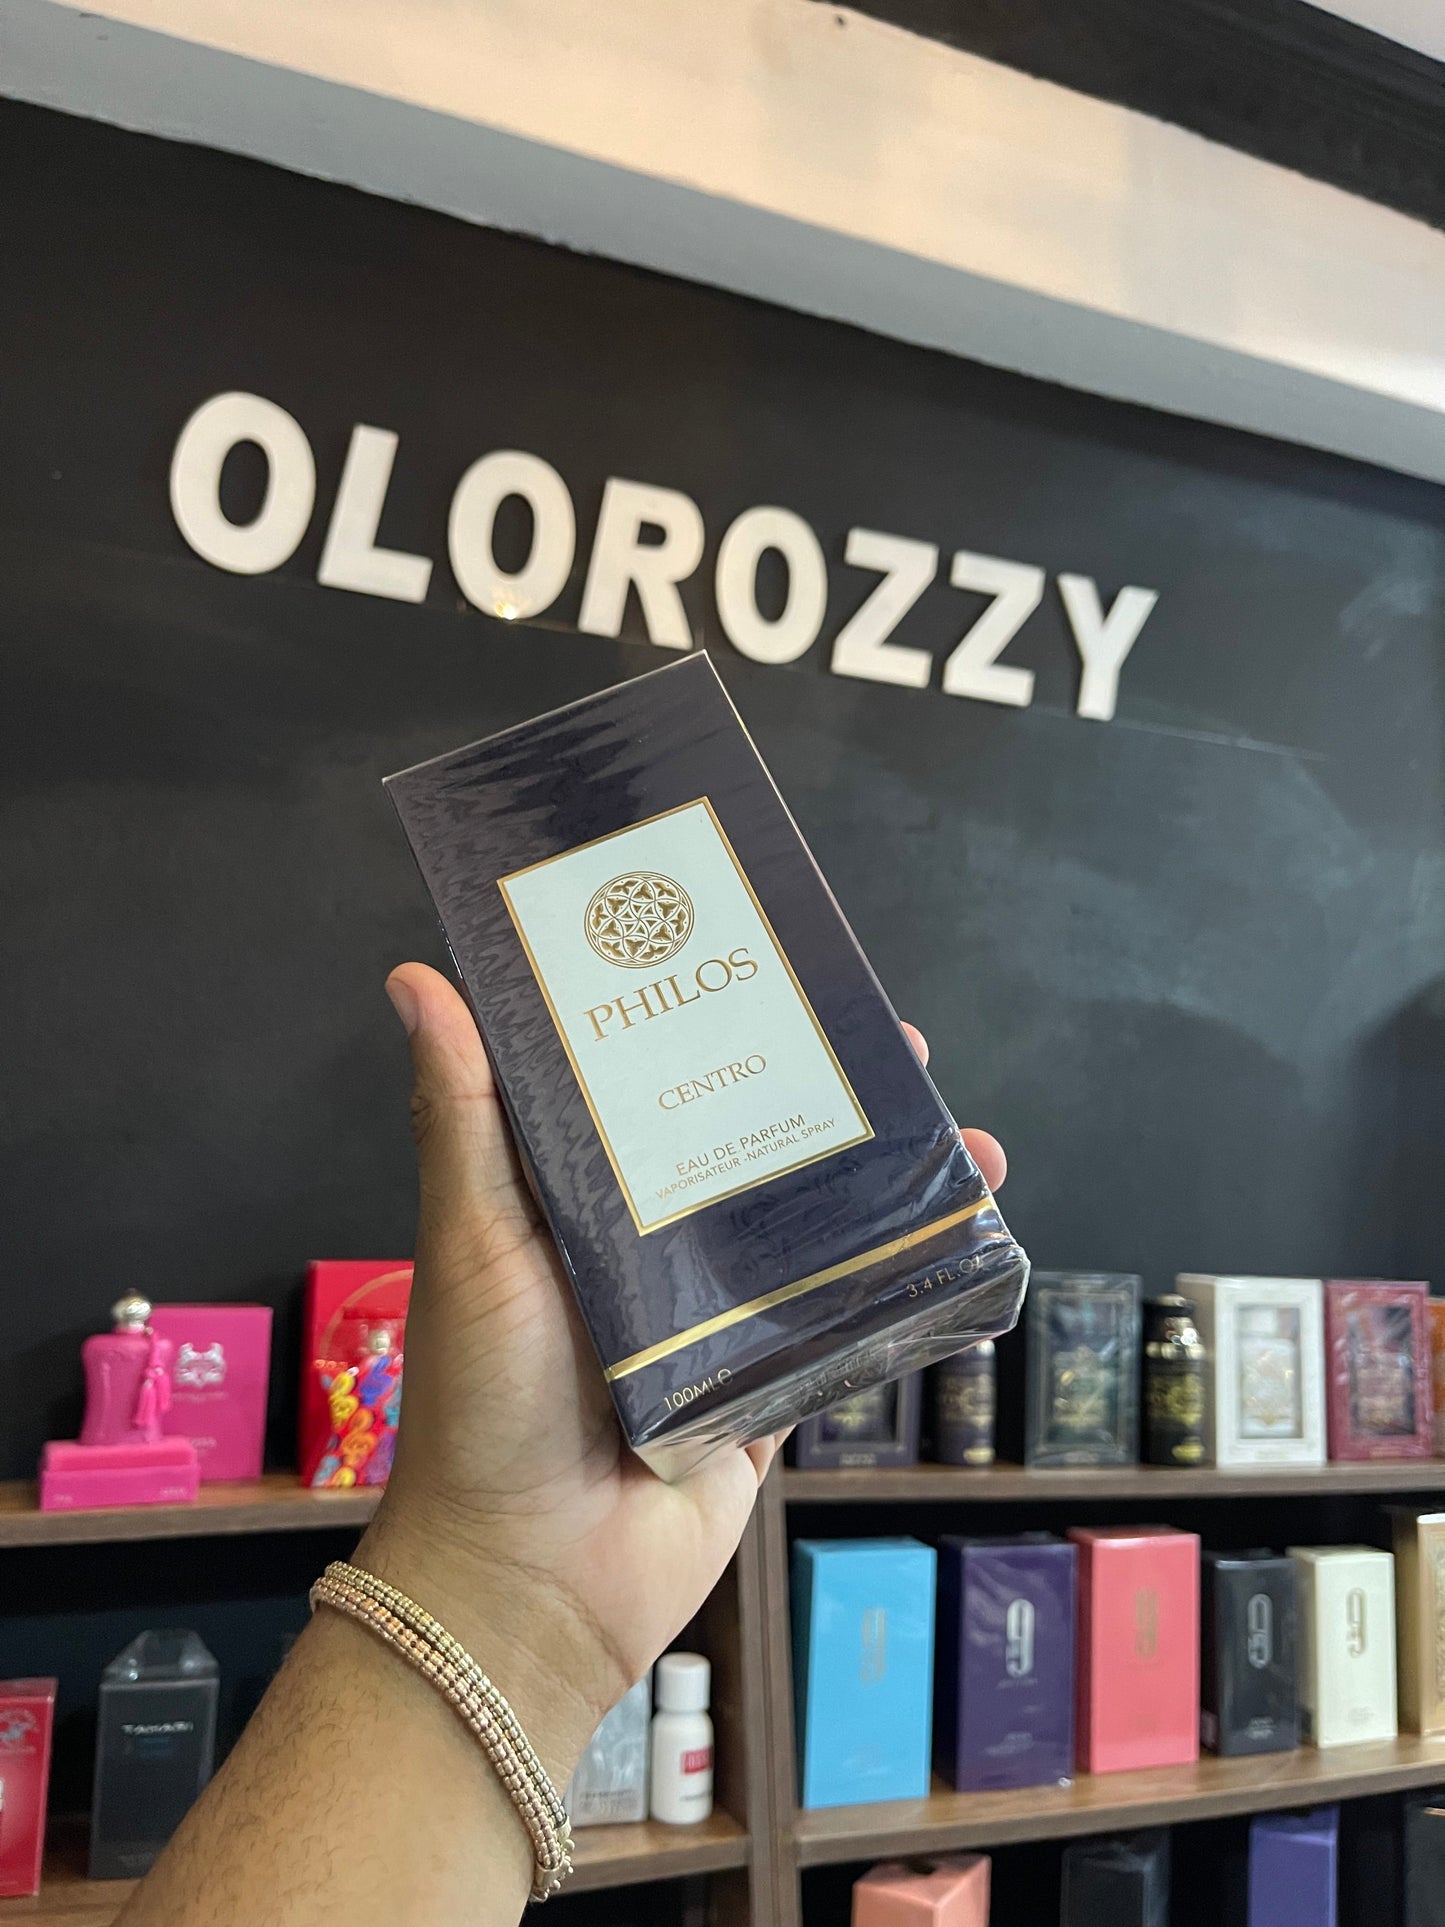 OLOROZZY
PHILOS
CENTRO
EAU DE PARFUM
VAPORISATEUR -NATURAL SPRAY
3.4 FL.OZ
100ML℮